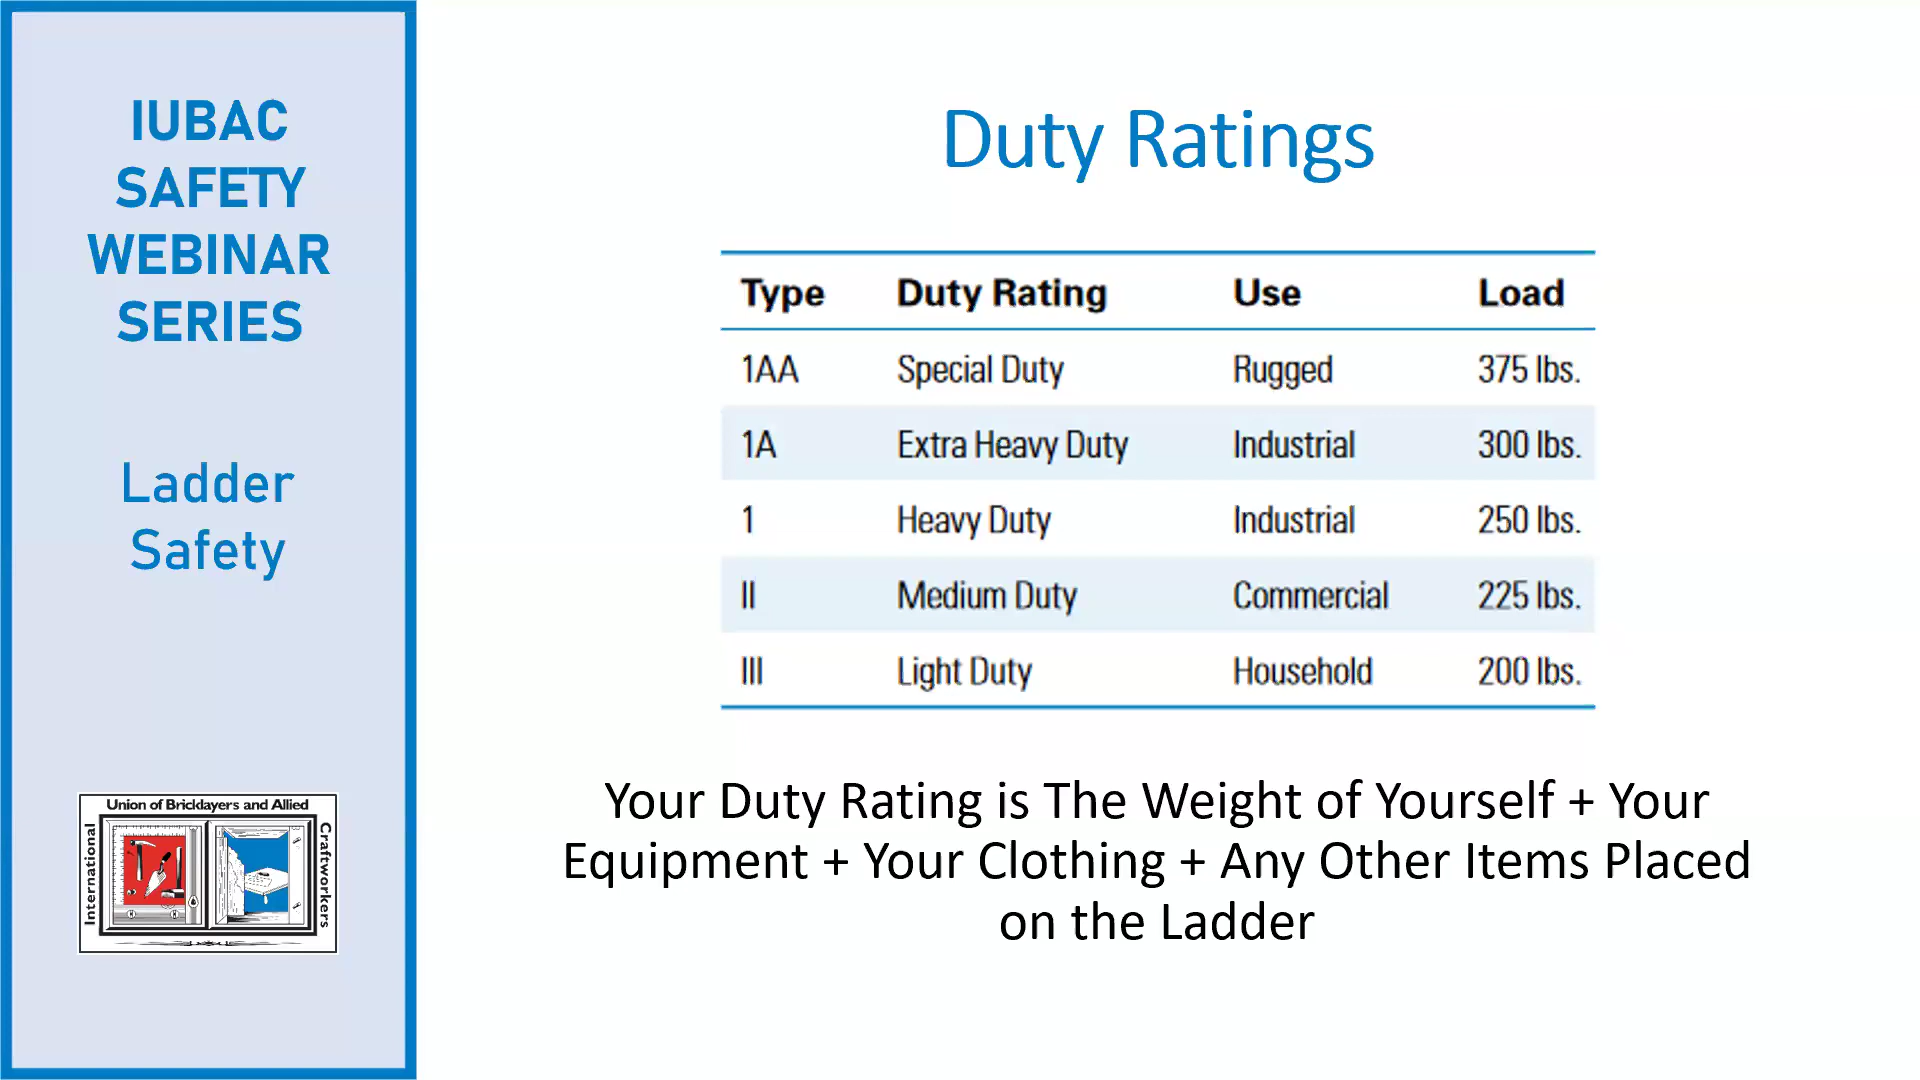 IUBAC
SAFETY
WEBINAR
SERIES
Ladder
Safety
Union of Bricklayers and Allied
International
Craftworkers
Duty Ratings
Type Duty Rating Use Load
1AA Special Duty Rugged 375 lbs.
1A Extra Heavy Duty Industrial 300 lbs.
1 Heavy Duty Industrial 250 lbs.
II Medium Duty Commercial 225 lbs.
III Light Duty Household 200 lbs.
Your Duty Rating is The Weight of Yourself + Your
Equipment + Your Clothing + Any Other Items Placed
on the Ladder